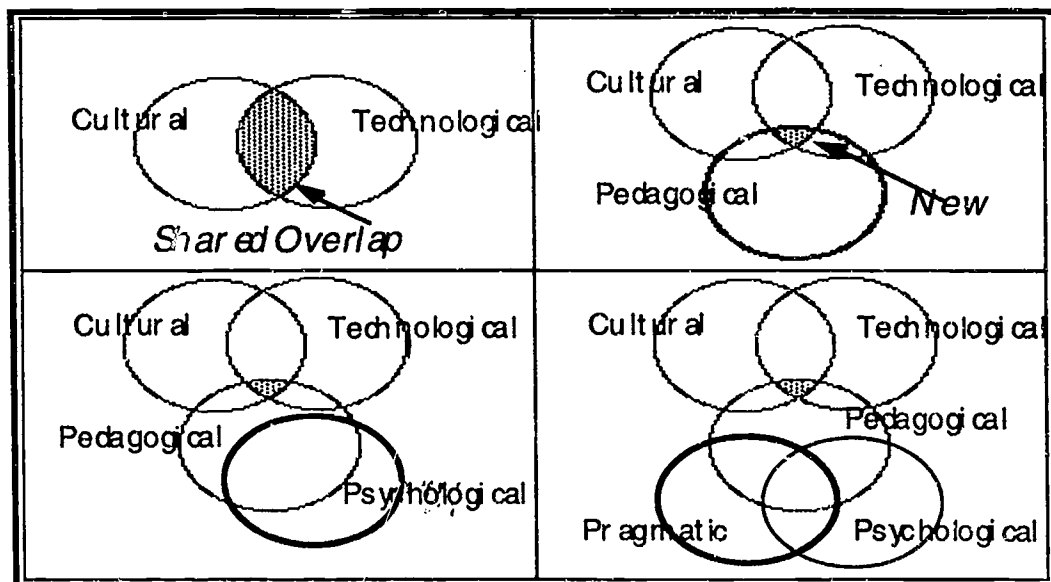 Cultural
Technological
Shared Overlap
Cultural
Technological
Pedagogical
New
Cultural
Technological
Pedagogical
Psychological
Cultural
Technological
Pedagogical
Pragmatic
Psychological